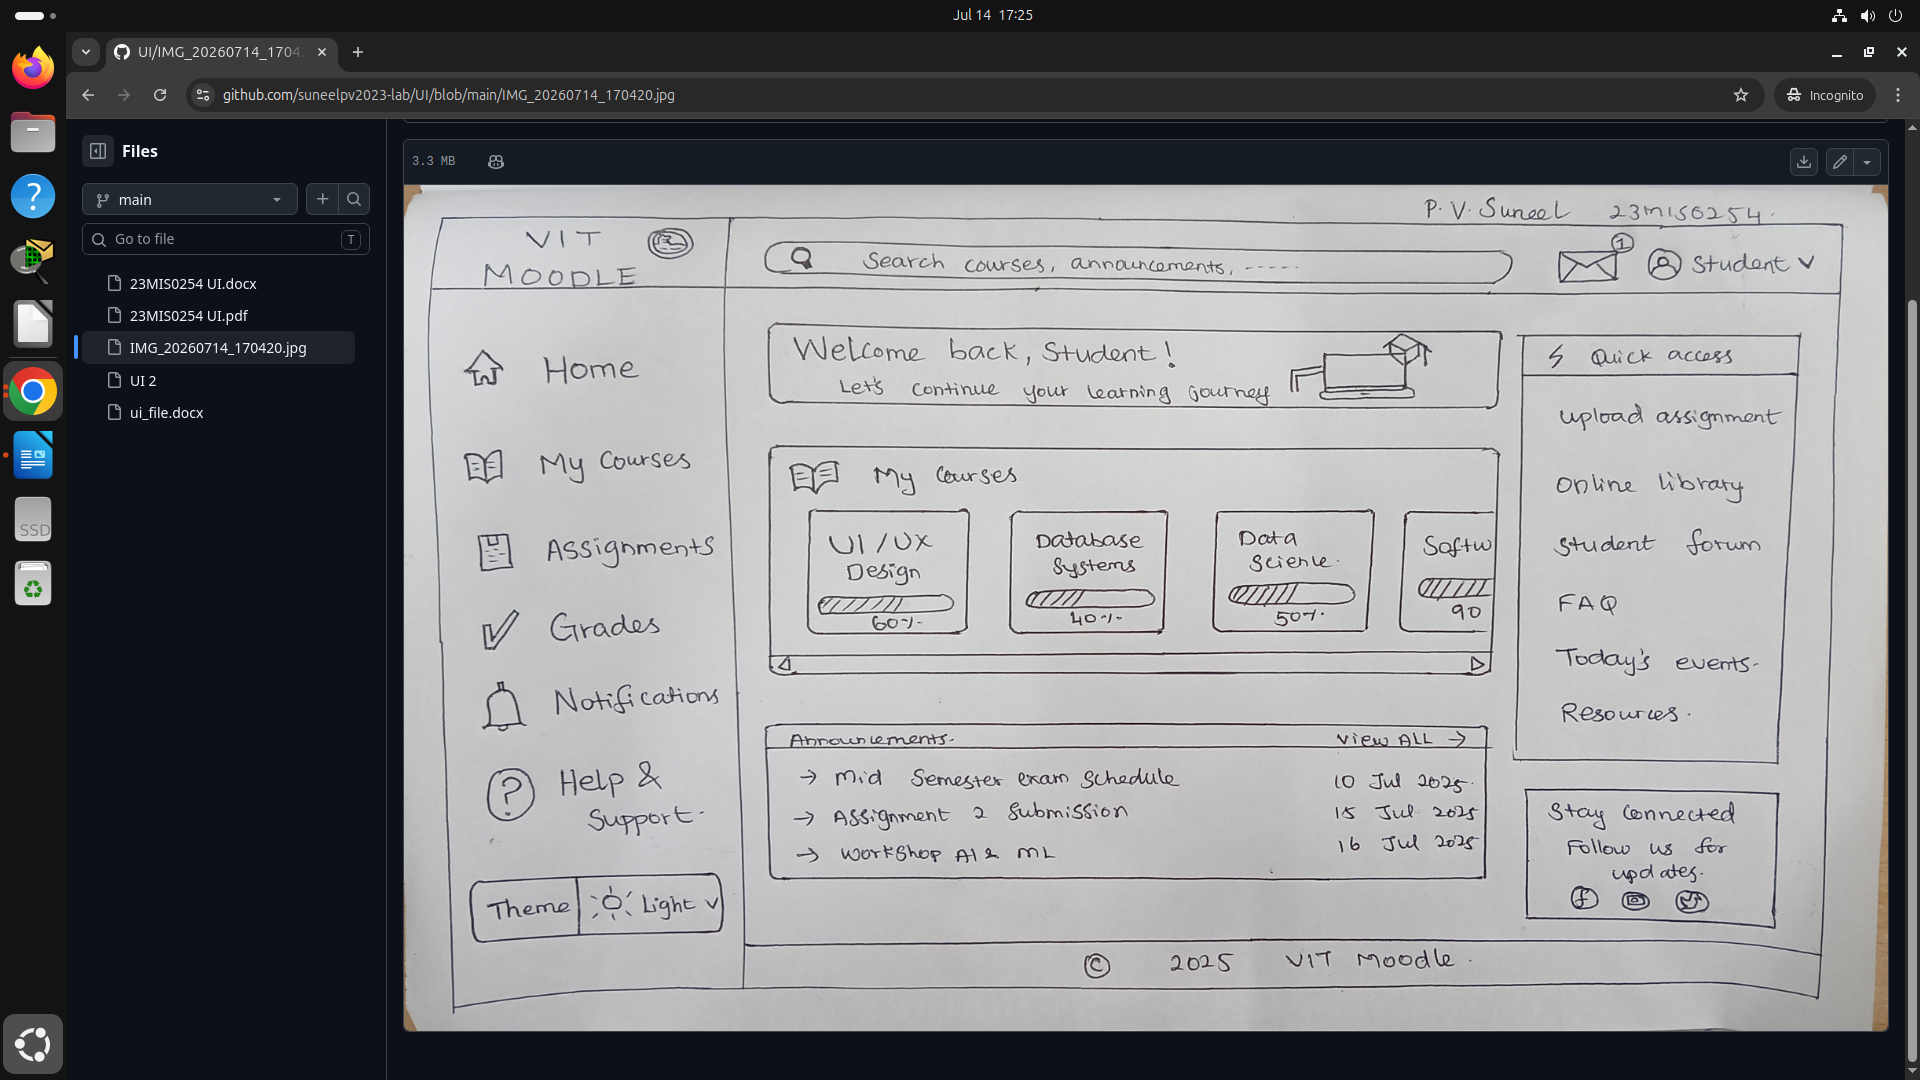 Jul 14 17:25
UI/IMG_20260714_1704
github.com/suneelpv2023-lab/UI/blob/main/IMG_20260714_170420.jpg
Incognito
Files
main
Go to file
T
23MIS0254 UI.docx
23MIS0254 UI.pdf
IMG_20260714_170420.jpg
UI 2
ui_file.docx
SSD
3.3 MB
P. V. Suneel 23MIS0254.
VIT
MOODLE
Search courses, announcements, -----
1
Student
Home
My Courses
Assignments
Grades
Notifications
Help &
Support.
Theme
Light
Welcome back, Student!
Let's continue your learning journey
My Courses
UI / UX
Design
60%
Database
Systems
40%
Data
Science.
50%
Softw
90
Announcements.
View ALL →
→ Mid Semester exam schedule 10 Jul 2025.
→ Assignment 2 Submission 15 Jul 2025
→ Workshop AI & ML 16 Jul 2025
Quick access
upload assignment
Online library
Student forum
FAQ
Today's events.
Resources.
Stay Connected
Follow us for
updates.
© 2025 VIT Moodle.